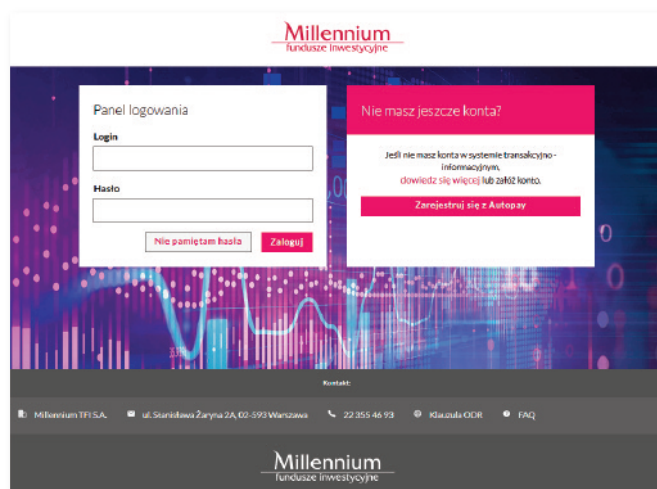 Millennium
fundusze inwestycyjne
Panel logowania
Login
Hasło
Nie pamiętam hasła
Zaloguj
Nie masz jeszcze konta?
Jeśli nie masz konta w systemie transakcyjno -
informacyjnym,
dowiedz się więcej lub załóż konto.
Zarejestruj się z Autopay
Kontakt:
Millennium TFI S.A.
ul. Stanisława Żaryna 2A, 02-593 Warszawa
22 355 46 93
Klauzula ODR
FAQ
Millennium
fundusze inwestycyjne